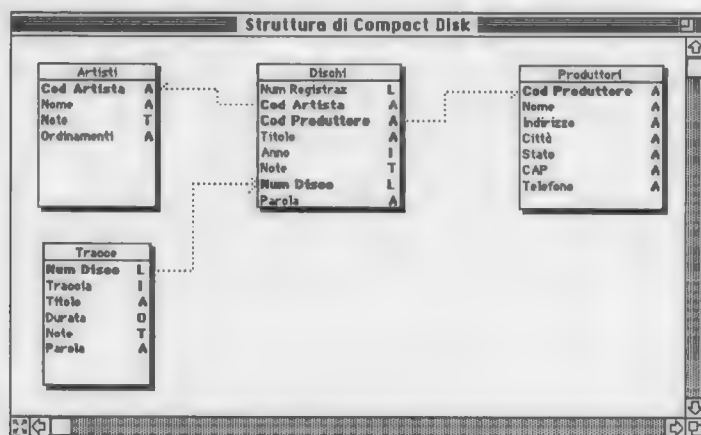 Struttura di Compact Disk
Artisti
Cod Artista A
Nome A
Note T
Ordinamenti A
Dischi
Num Registraz L
Cod Artista A
Cod Produttore A
Titolo A
Anno I
Note T
Num Disco L
Parola A
Produttori
Cod Produttore A
Nome A
Indirizzo A
Città A
Stato A
CAP A
Telefono A
Tracce
Num Disco L
Traccia I
Titolo A
Durata O
Note T
Parola A